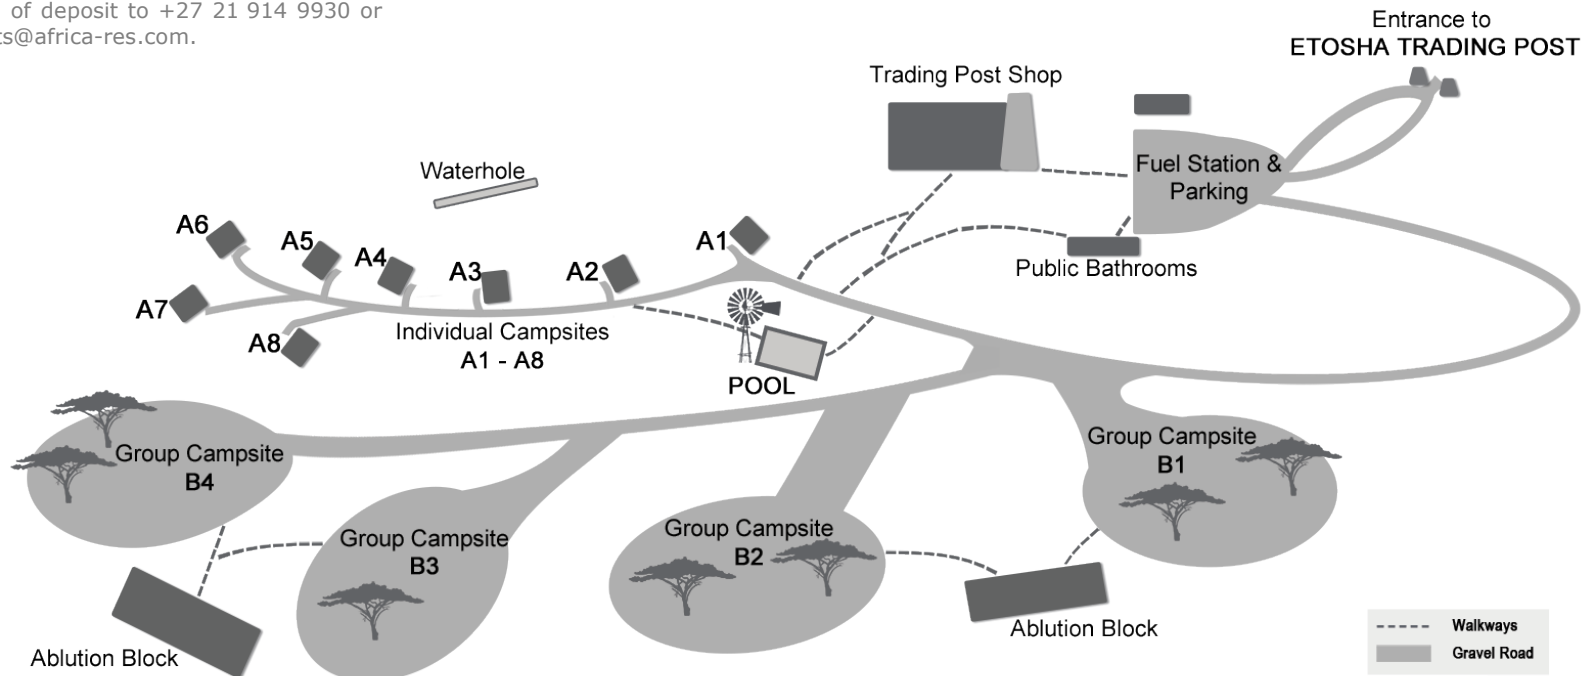 of deposit to +27 21 914 9930 or
ts@africa-res.com.
Entrance to
ETOSHA TRADING POST
Trading Post Shop
Fuel Station &
Parking
Waterhole
Public Bathrooms
A6
A5
A4
A3
A2
A1
A7
A8
Individual Campsites
A1 - A8
POOL
Group Campsite
B4
Group Campsite
B3
Group Campsite
B2
Group Campsite
B1
Ablution Block
Ablution Block
Walkways
Gravel Road